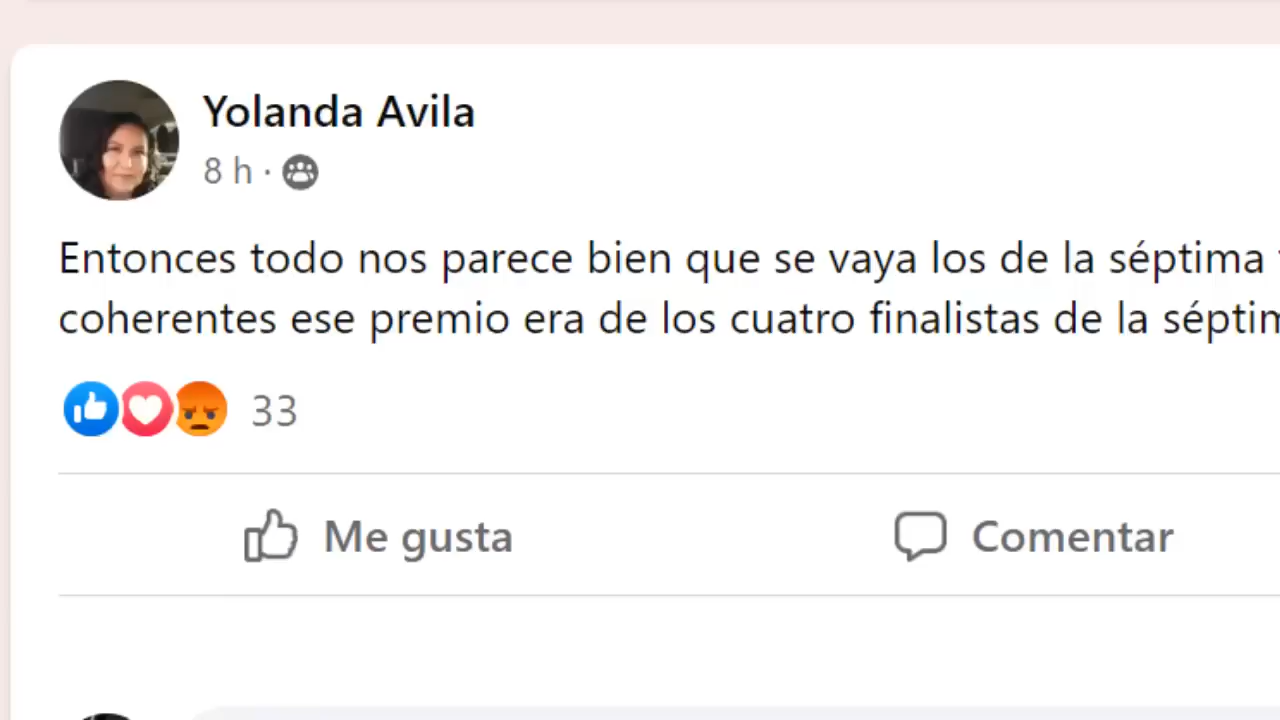 Yolanda Avila
8 h ·
Entonces todo nos parece bien que se vaya los de la séptima
coherentes ese premio era de los cuatro finalistas de la séptim
33
Me gusta
Comentar